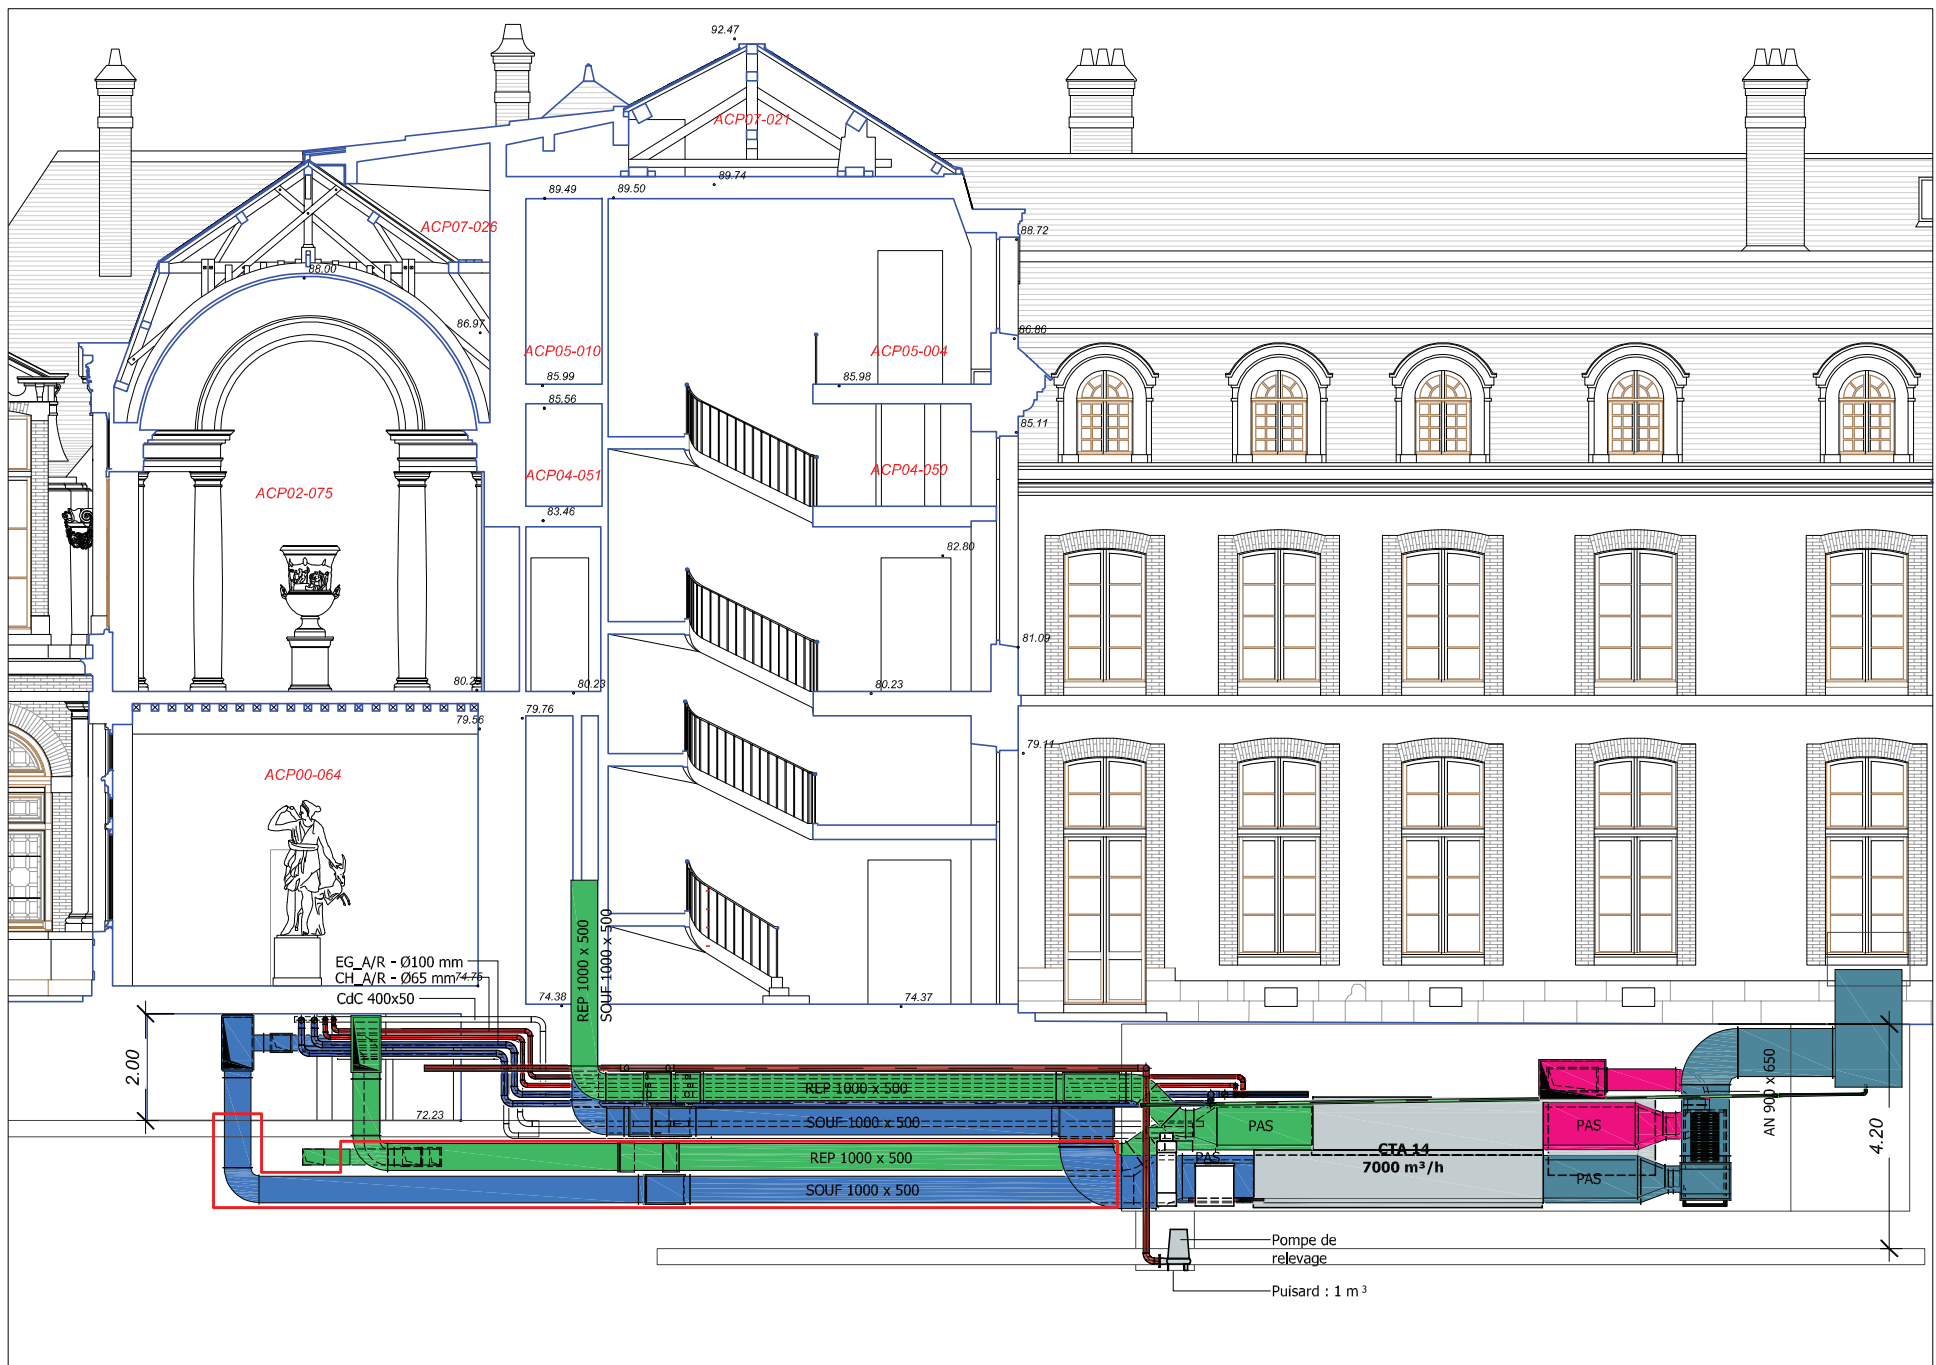 92.47
ACP07-021
89.49
89.50
89.74
ACP07-026
88.72
88.00
86.97
86.86
ACP05-010
ACP05-004
85.99
85.98
85.56
85.11
ACP04-051
ACP04-050
ACP02-075
83.46
82.80
81.09
80.23
80.23
79.56
79.76
79.11
ACP00-064
REP 1000 x 500
SOUF 1000 x 500
EG_A/R - Ø100 mm
CH_A/R - Ø65 mm
74.75
CdC 400x50
74.38
74.37
2.00
72.23
REP 1000 x 500
SOUF 1000 x 500
REP 1000 x 500
SOUF 1000 x 500
PAS
PAS
CTA 14
7000 m³/h
PAS
PAS
AN 900 x 650
4.20
Pompe de
relevage
Puisard : 1 m³